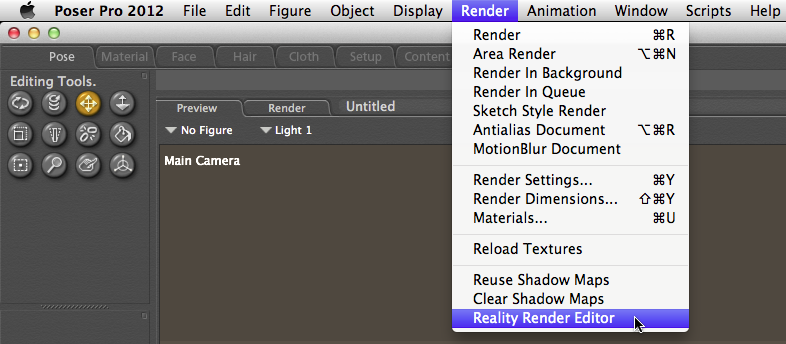 Poser Pro 2012 File Edit Figure Object Display Render Animation Window Scripts Help
Pose Material Face Hair Cloth Setup Content
Editing Tools.
Preview Render Untitled
No Figure Light 1
Main Camera
Render ⌘R
Area Render ⌥⌘N
Render In Background
Render In Queue
Sketch Style Render
Antialias Document ⌥⌘R
MotionBlur Document
Render Settings... ⌘Y
Render Dimensions... ⇧⌘Y
Materials... ⌘U
Reload Textures
Reuse Shadow Maps
Clear Shadow Maps
Reality Render Editor